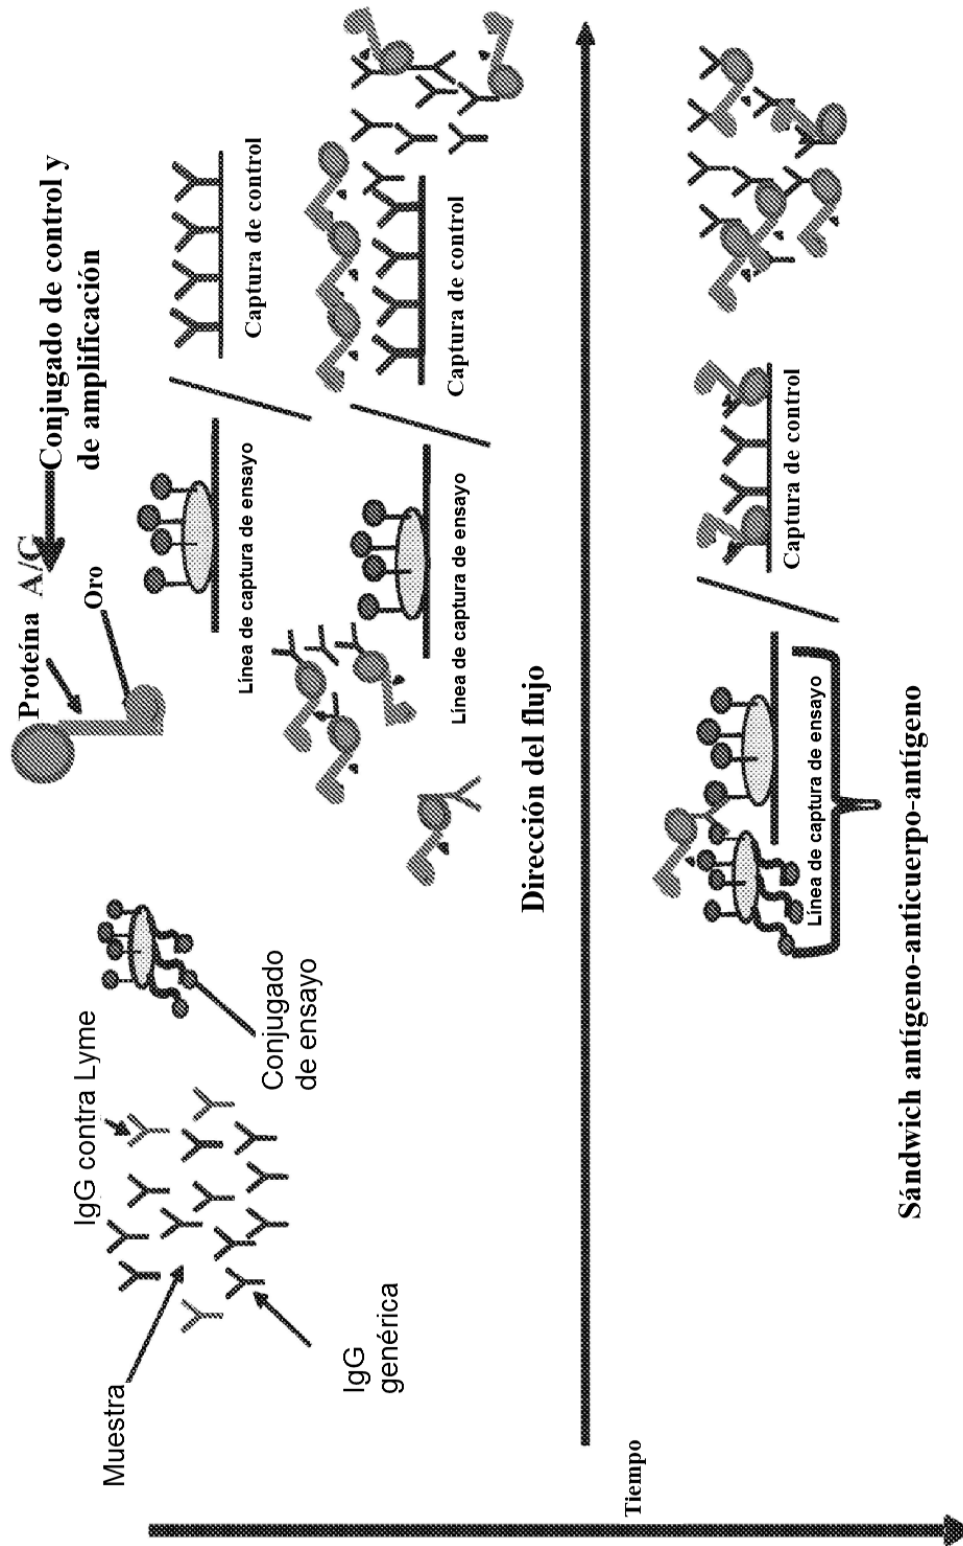 Muestra
IgG contra Lyme
IgG
genérica
Conjugado
de ensayo
Proteína A/G
Oro
Conjugado de control y
de amplificación
Línea de captura de ensayo
Captura de control
Línea de captura de ensayo
Captura de control
Dirección del flujo
Tiempo
Línea de captura de ensayo
Captura de control
Sándwich antígeno-anticuerpo-antígeno